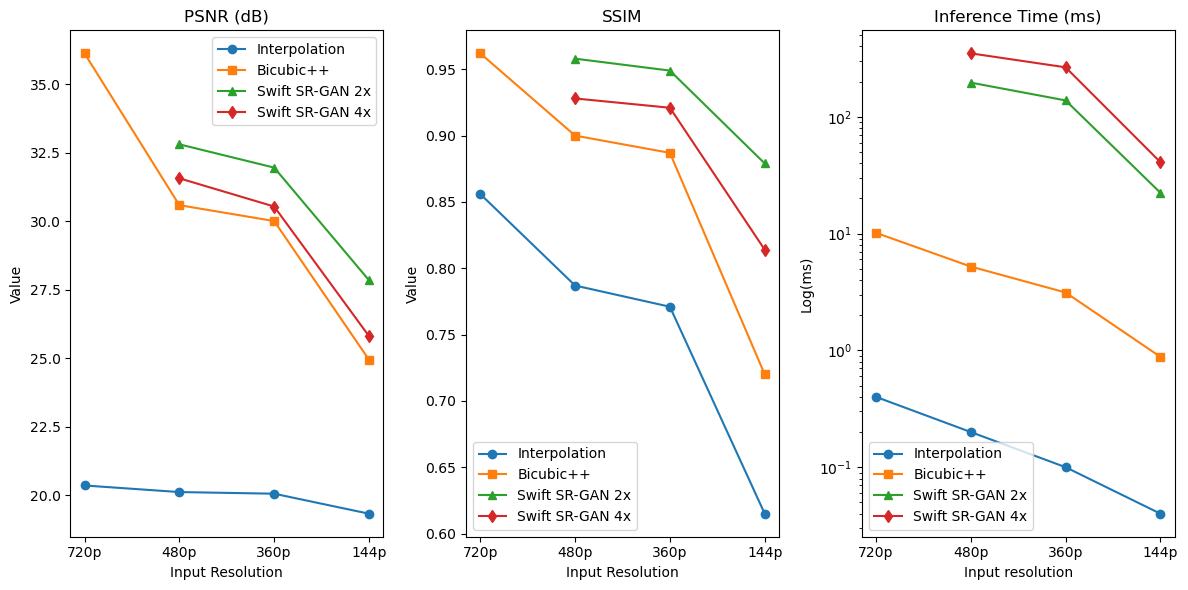 PSNR (dB)
Value
35.0
32.5
30.0
27.5
25.0
22.5
20.0
Interpolation
Bicubic++
Swift SR-GAN 2x
Swift SR-GAN 4x
720p 480p 360p 144p
Input Resolution
SSIM
Value
0.95
0.90
0.85
0.80
0.75
0.70
0.65
0.60
Interpolation
Bicubic++
Swift SR-GAN 2x
Swift SR-GAN 4x
720p 480p 360p 144p
Input Resolution
Inference Time (ms)
Log(ms)
10²
10¹
10⁰
10⁻¹
Interpolation
Bicubic++
Swift SR-GAN 2x
Swift SR-GAN 4x
720p 480p 360p 144p
Input resolution